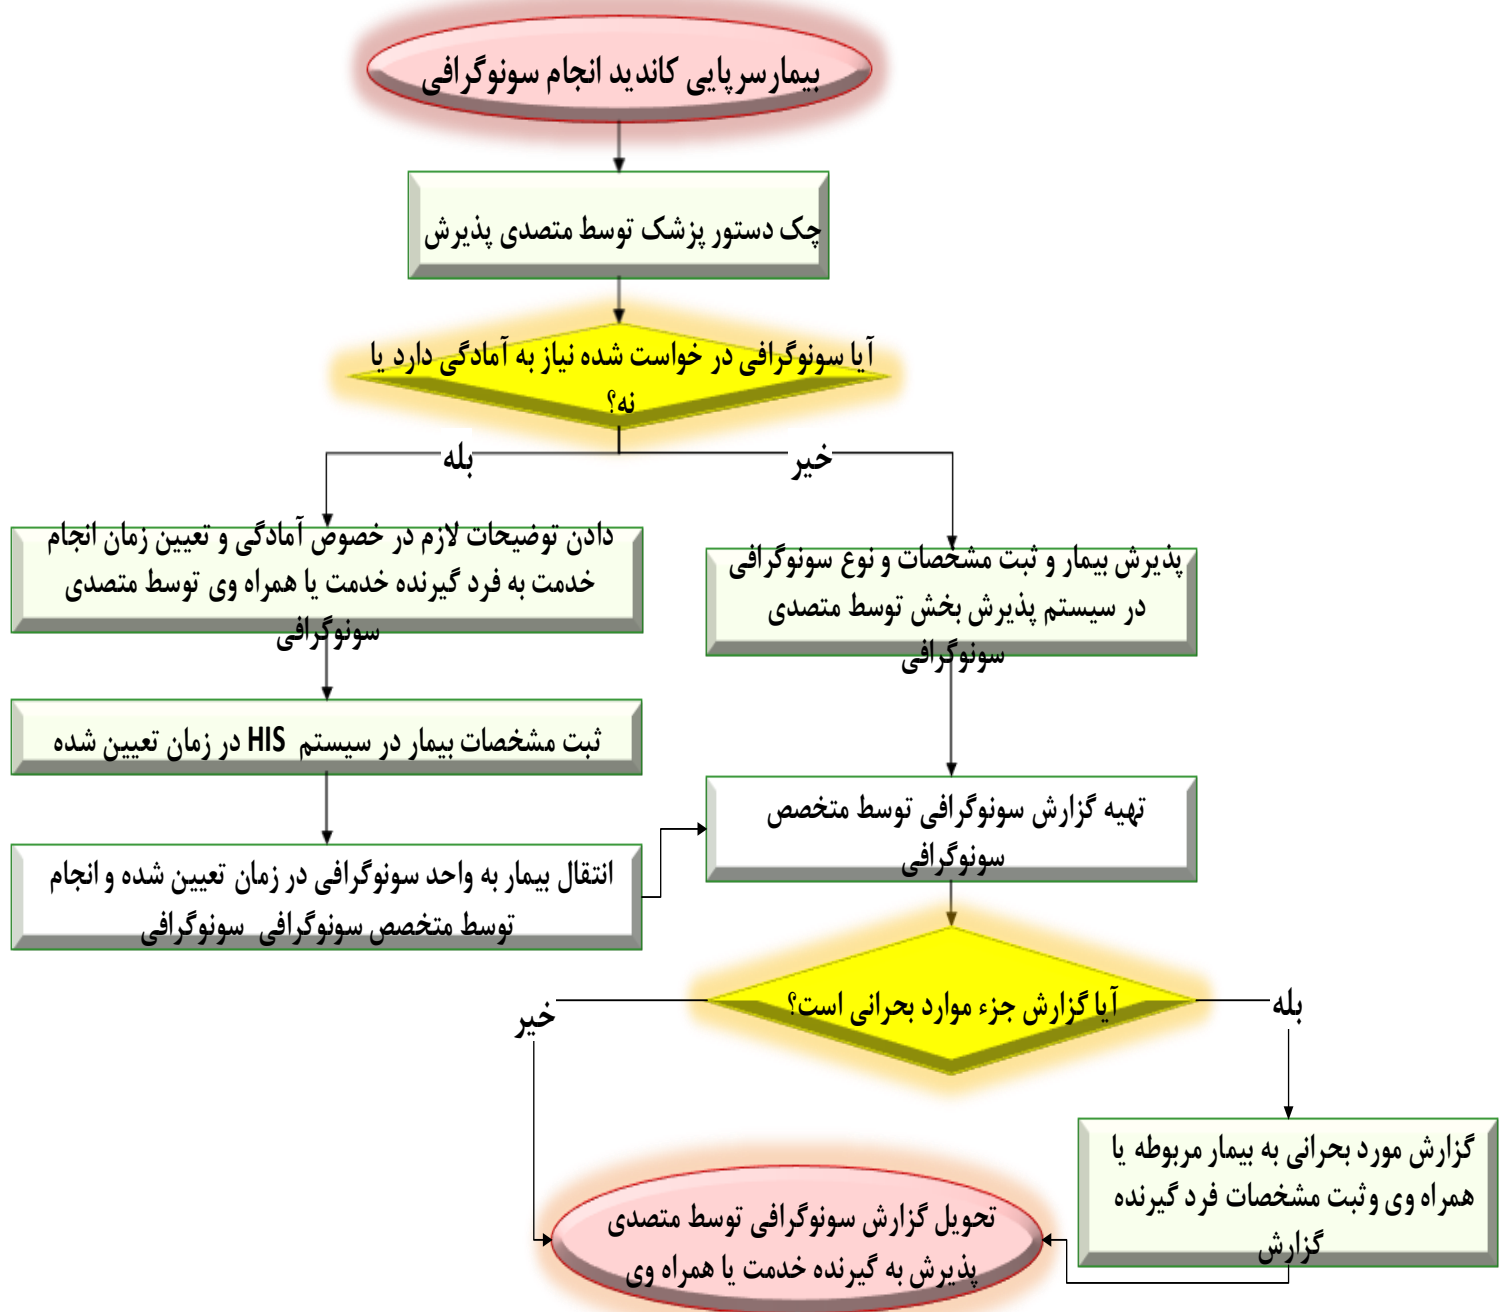 بیمارسرپایی کاندید انجام سونوگرافی
چک دستور پزشک توسط متصدی پذیرش
آیا سونوگرافی در خواست شده نیاز به آمادگی دارد یا
نه؟
بله
خیر
دادن توضیحات لازم در خصوص آمادگی و تعیین زمان انجام
خدمت به فرد گیرنده خدمت یا همراه وی توسط متصدی
سونوگرافی
پذیرش بیمار و ثبت مشخصات و نوع سونوگرافی
در سیستم پذیرش بخش توسط متصدی
سونوگرافی
ثبت مشخصات بیمار در سیستم HIS در زمان تعیین شده
انتقال بیمار به واحد سونوگرافی در زمان تعیین شده و انجام
توسط متخصص سونوگرافی سونوگرافی
تهیه گزارش سونوگرافی توسط متخصص
سونوگرافی
آیا گزارش جزء موارد بحرانی است؟
بله
خیر
گزارش مورد بحرانی به بیمار مربوطه یا
همراه وی وثبت مشخصات فرد گیرنده
گزارش
تحویل گزارش سونوگرافی توسط متصدی
پذیرش به گیرنده خدمت یا همراه وی